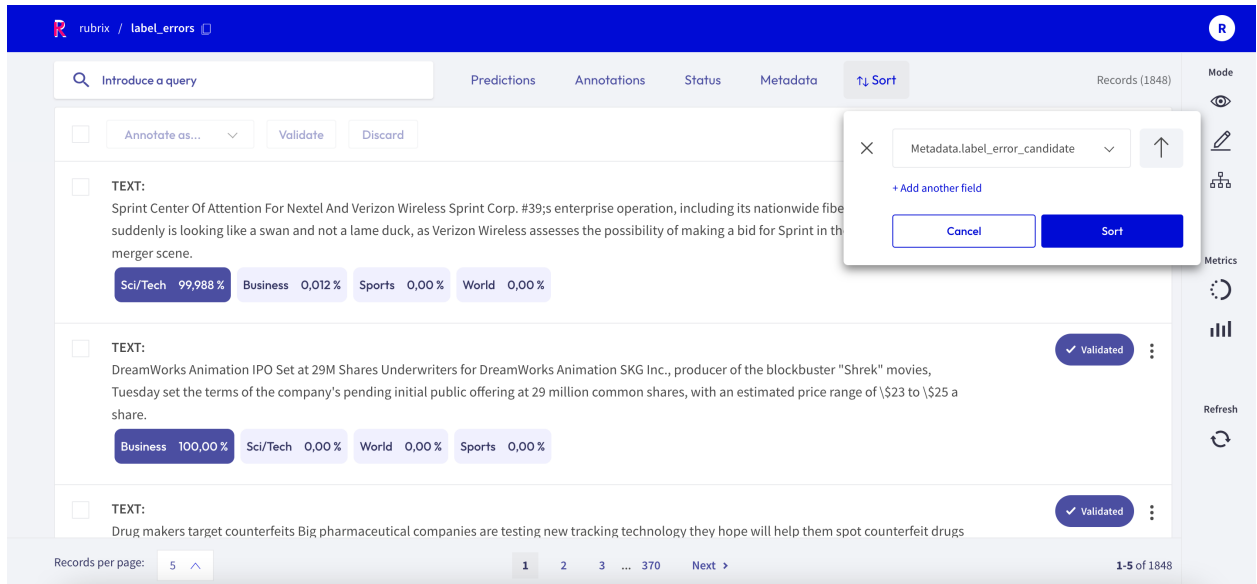 R rubrix / label_errors
R
Introduce a query
Predictions Annotations Status Metadata Sort
Records (1848)
Mode
Annotate as... Validate Discard
Metadata.label_error_candidate
+ Add another field
Cancel Sort
TEXT:
Sprint Center Of Attention For Nextel And Verizon Wireless Sprint Corp. #39;s enterprise operation, including its nationwide fibe
suddenly is looking like a swan and not a lame duck, as Verizon Wireless assesses the possibility of making a bid for Sprint in th
merger scene.
Sci/Tech 99,988 % Business 0,012 % Sports 0,00 % World 0,00 %
Metrics
TEXT:
Validated
DreamWorks Animation IPO Set at 29M Shares Underwriters for DreamWorks Animation SKG Inc., producer of the blockbuster "Shrek" movies,
Tuesday set the terms of the company's pending initial public offering at 29 million common shares, with an estimated price range of \$23 to \$25 a
share.
Business 100,00 % Sci/Tech 0,00 % World 0,00 % Sports 0,00 %
Refresh
TEXT:
Validated
Drug makers target counterfeits Big pharmaceutical companies are testing new tracking technology they hope will help them spot counterfeit drugs
Records per page: 5
1 2 3 ... 370 Next >
1-5 of 1848